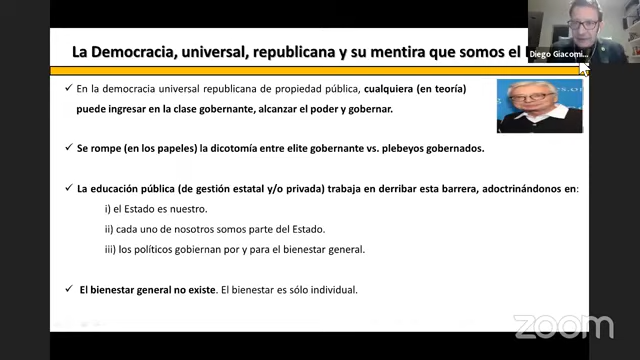 La Democracia, universal, republicana y su mentira que somos el
Diego Giacomi...
✓ En la democracia universal republicana de propiedad pública, cualquiera (en teoría)
puede ingresar en la clase gobernante, alcanzar el poder y gobernar.
✓ Se rompe (en los papeles) la dicotomía entre elite gobernante vs. plebeyos gobernados.
✓ La educación pública (de gestión estatal y/o privada) trabaja en derribar esta barrera, adoctrinándonos en:
i) el Estado es nuestro.
ii) cada uno de nosotros somos parte del Estado.
iii) los políticos gobiernan por y para el bienestar general.
✓ El bienestar general no existe. El bienestar es sólo individual.
zoom